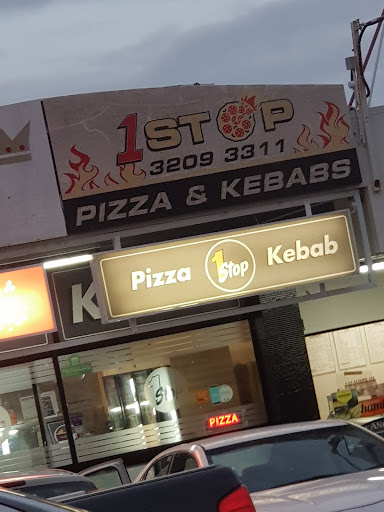 1STOP
3209 3311
PIZZA & KEBABS
Pizza 1 Stop Kebab
K
PIZZA